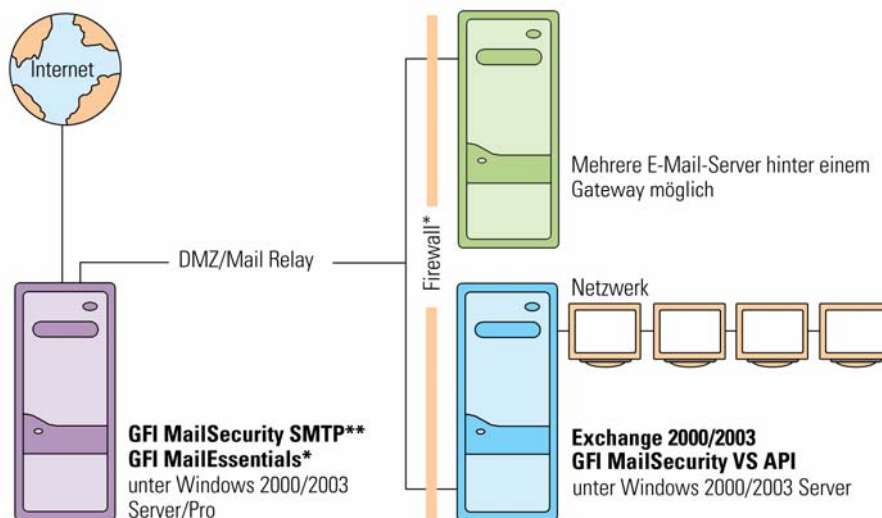 Internet
Mehrere E-Mail-Server hinter einem
Gateway möglich
DMZ/Mail Relay
Firewall*
Netzwerk
GFI MailSecurity SMTP**
GFI MailEssentials*
unter Windows 2000/2003
Server/Pro
Exchange 2000/2003
GFI MailSecurity VS API
unter Windows 2000/2003 Server